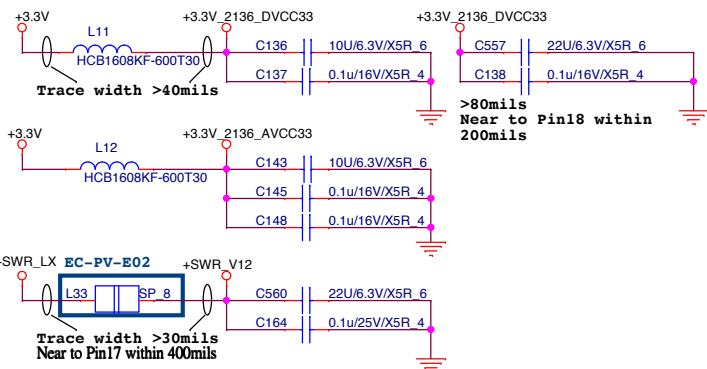 +3.3V
L11
HCB1608KF-600T30
Trace width >40mils
+3.3V_2136_DVCC33
C136 10U/6.3V/X5R_6
C137 0.1u/16V/X5R_4
+3.3V_2136_DVCC33
C557 22U/6.3V/X5R_6
C138 0.1u/16V/X5R_4
>80mils
Near to Pin18 within
200mils
+3.3V
L12
HCB1608KF-600T30
+3.3V_2136_AVCC33
C143 10U/6.3V/X5R_6
C145 0.1u/16V/X5R_4
C148 0.1u/16V/X5R_4
+SWR_LX
EC-PV-E02
L33 SP_8
+SWR_V12
C560 22U/6.3V/X5R_6
C164 0.1u/25V/X5R_4
Trace width >30mils
Near to Pin17 within 400mils